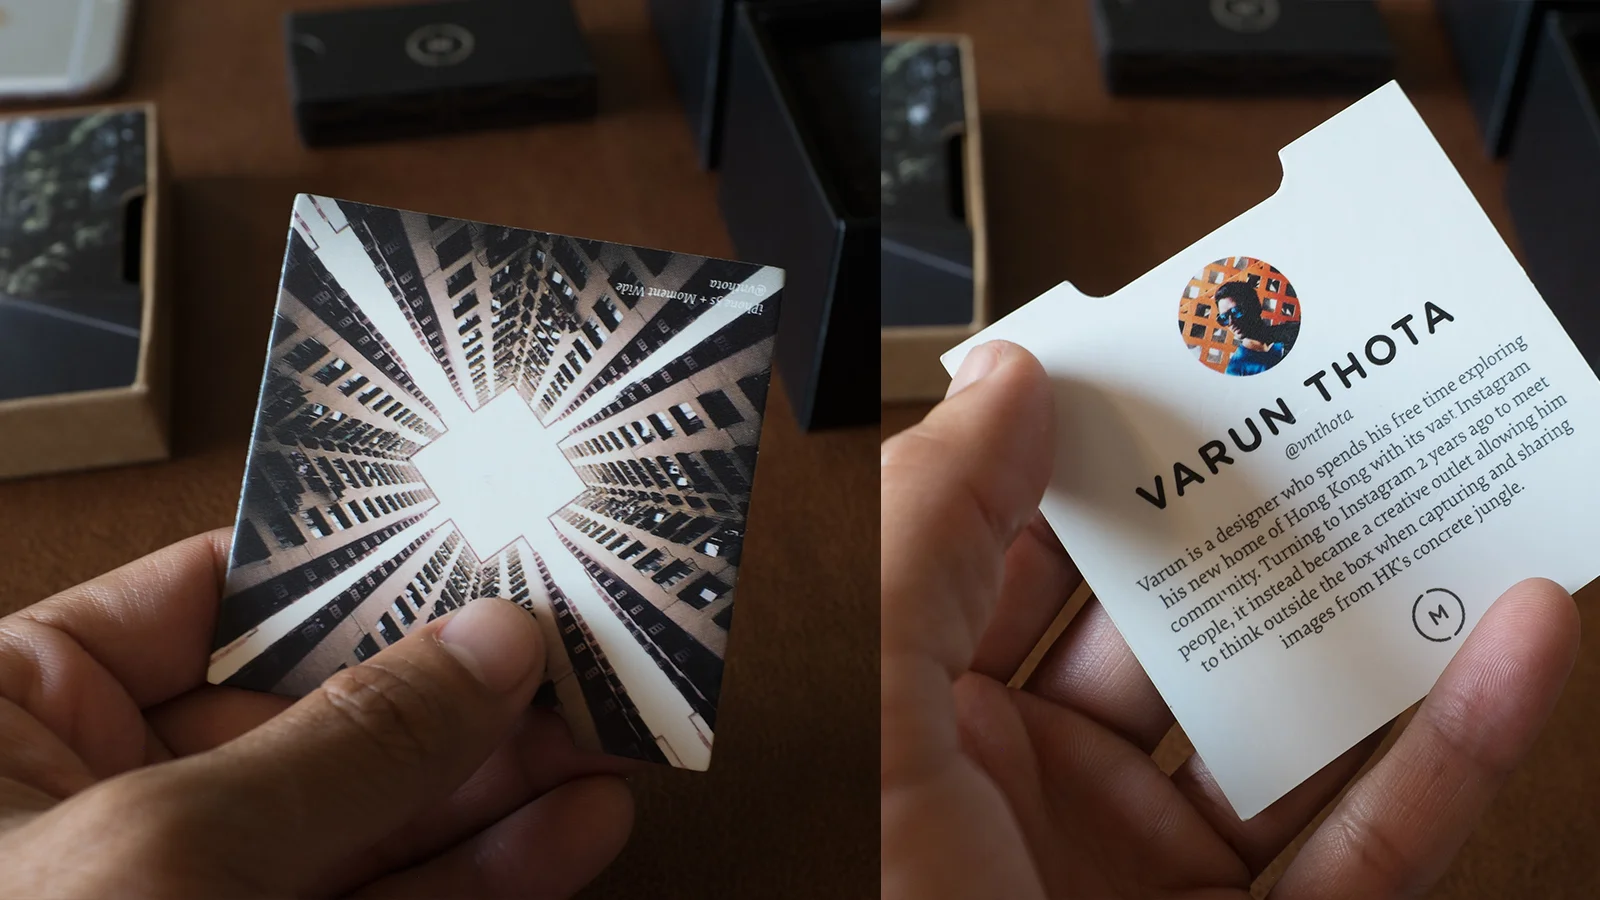 iPhone 5s + Moment Wide
@vnthota
VARUN THOTA
@vnthota
Varun is a designer who spends his free time exploring
his new home of Hong Kong with its vast Instagram
community. Turning to Instagram 2 years ago to meet
people, it instead became a creative outlet allowing him
to think outside the box when capturing and sharing
images from HK's concrete jungle.
M